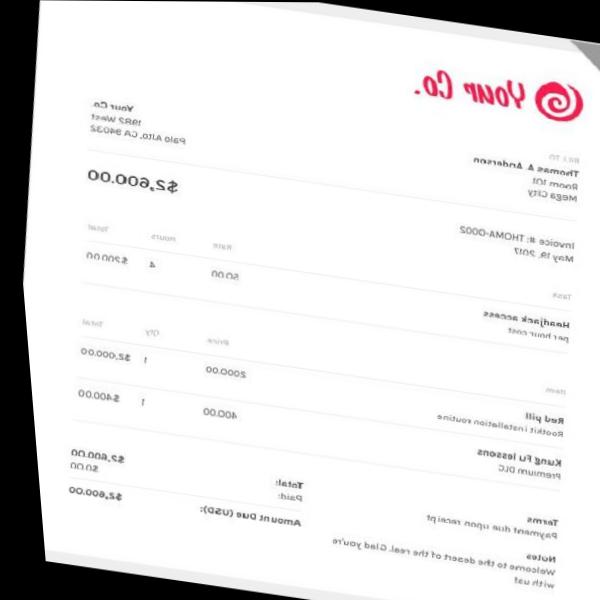 Your Co.
Your Co.
1982 West
Palo Alto, CA 94032
BILL TO
Thomas A Anderson
Room 101
Mega City
$2,600.00
Invoice #: THOMA-0002
May 19, 2017
Task Rate Hours Total
Headjack access 50.00 4 $200.00
per hour cost
Item Price Qty Total
Red pill 2000.00 1 $2,000.00
Rootkit installation routine
Kung Fu lessons 400.00 1 $400.00
Premium DLC
Total: $2,600.00
Paid: $0.00
Amount Due (USD): $2,600.00
Terms
Payment due upon receipt
Notes
Welcome to the desert of the real. Glad you're
with us!